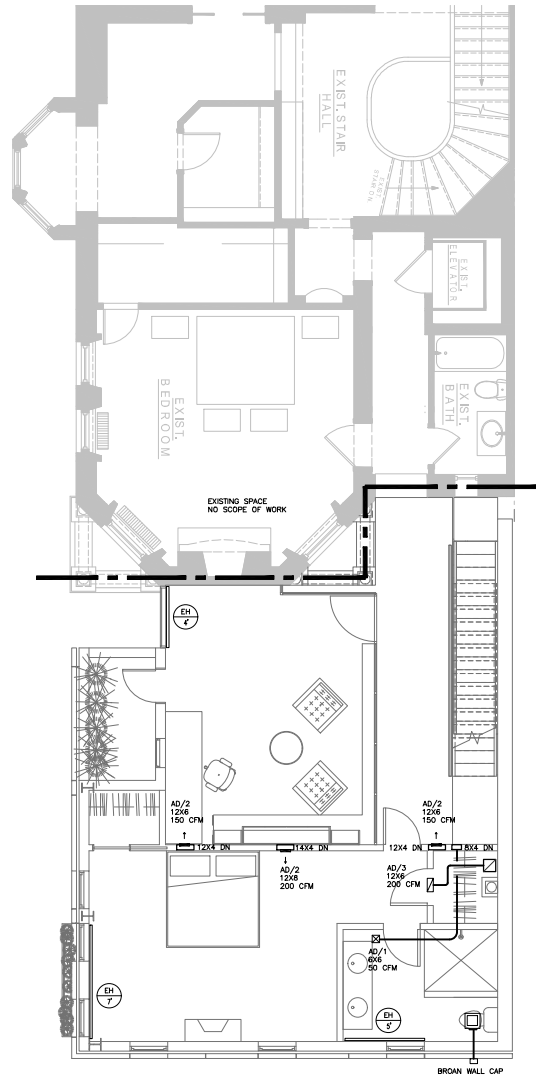 EXIST. STAIR
HALL
EXIST.
STAIR DN
EXIST.
ELEVATOR
EXIST.
BEDROOM
EXIST.
BATH
EXISTING SPACE
NO SCOPE OF WORK
EH
4'
AD/2
12X6
150 CFM
AD/2
12X6
150 CFM
12X4 DN
14X4 DN
12X4 DN
8X4 DN
AD/2
12X8
200 CFM
AD/3
12X6
200 CFM
AD/1
6X6
50 CFM
EH
7'
EH
5'
BROAN WALL CAP